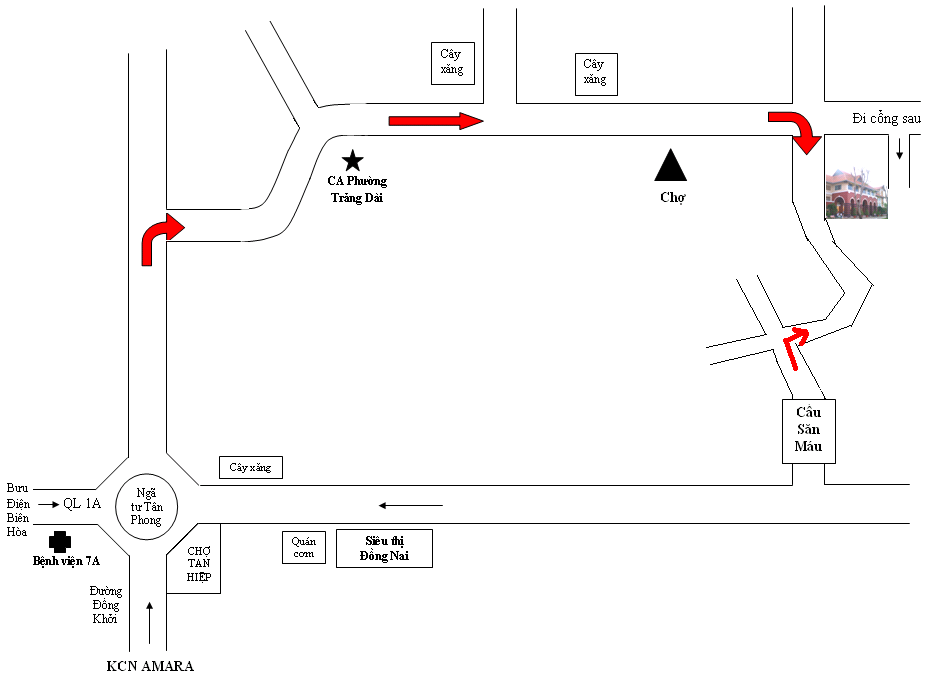 Cây
xăng
Cây
xăng
Đi cổng sau
CA Phường
Trảng Dài
Chợ
Cầu
Săn
Máu
Cây xăng
Bưu
Điện
Biên
Hòa
QL 1A
Ngã
tư Tân
Phong
Bệnh viện 7A
CHỢ
TAN
HIỆP
Quán
cơm
Siêu thị
Đồng Nai
Đường
Đồng
Khởi
KCN AMARA